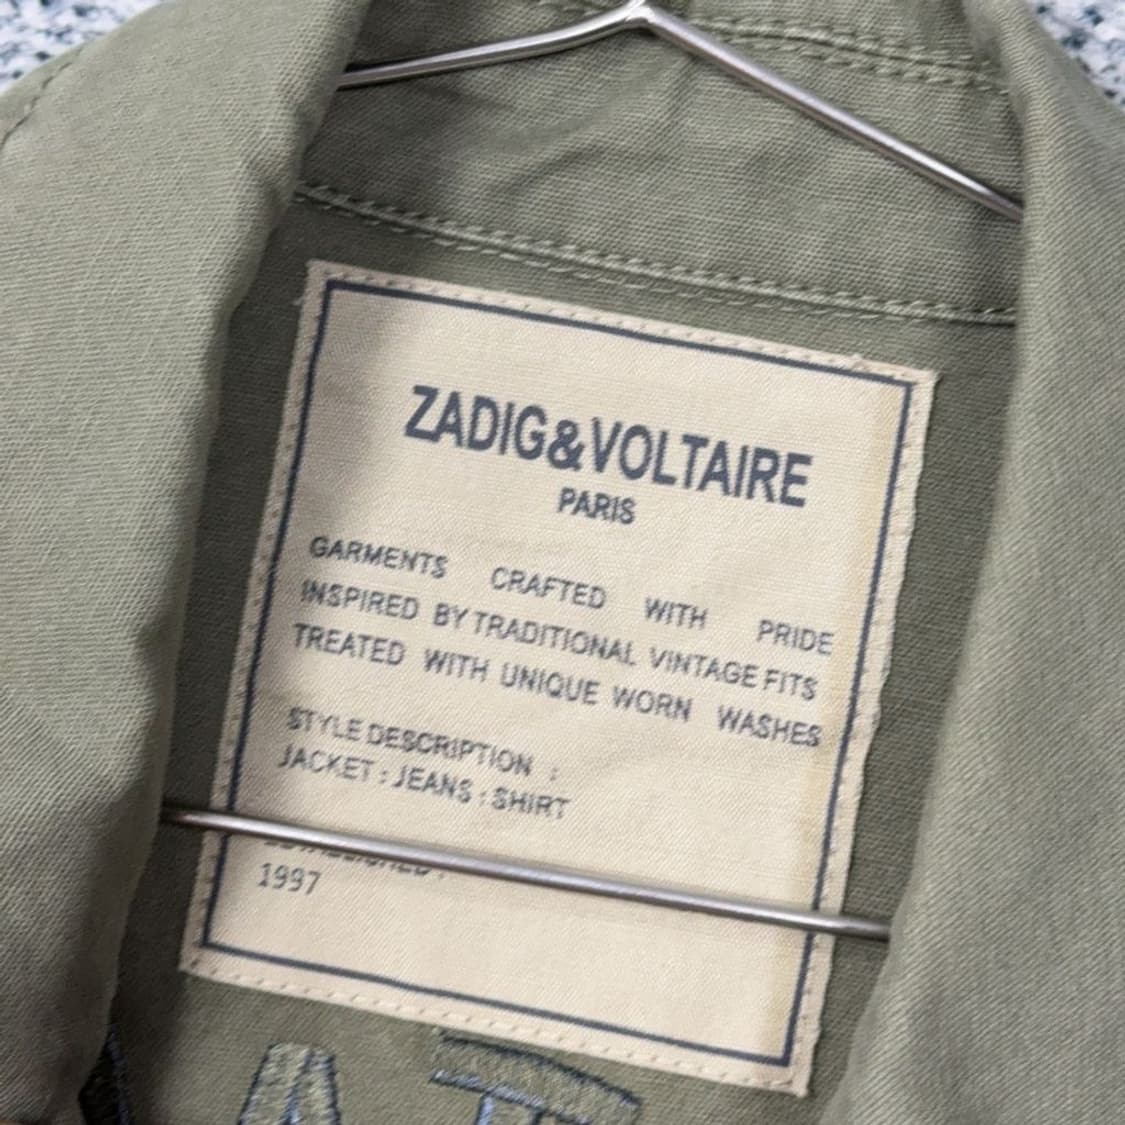 ZADIG&VOLTAIRE
PARIS
GARMENTS CRAFTED WITH PRIDE
INSPIRED BY TRADITIONAL VINTAGE FITS
TREATED WITH UNIQUE WORN WASHES
STYLE DESCRIPTION :
JACKET : JEANS : SHIRT
1997